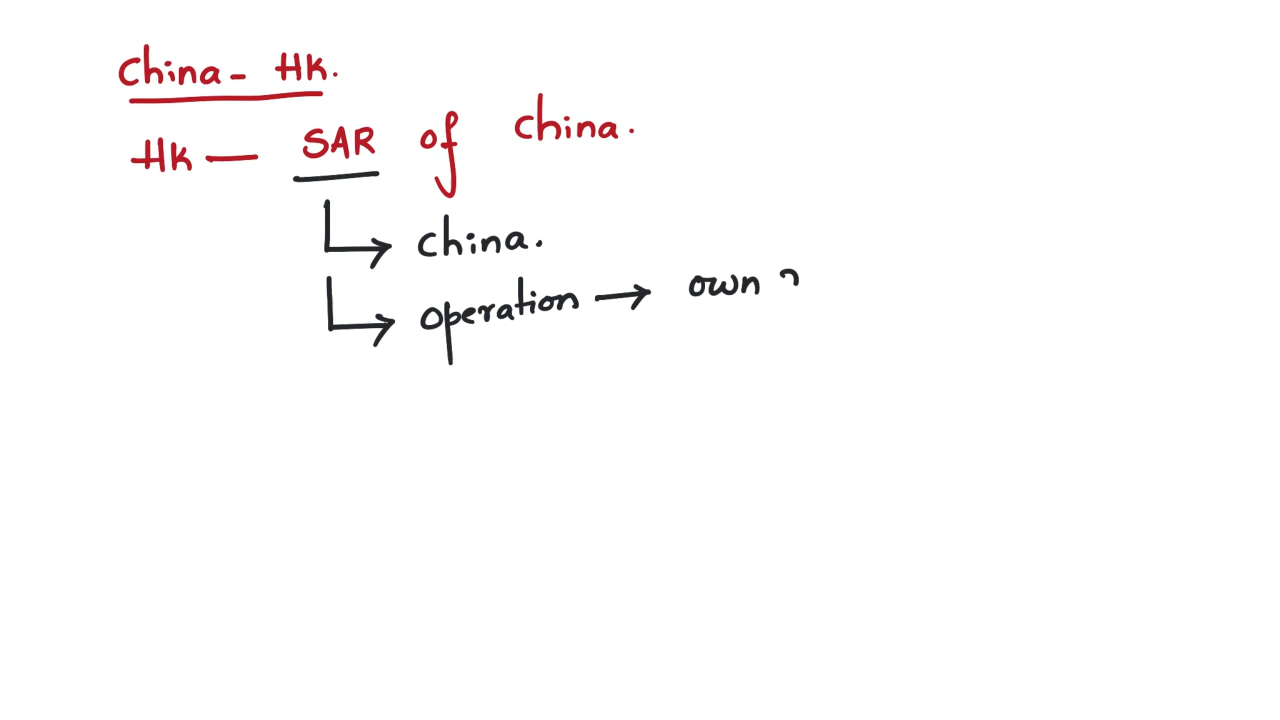 China - HK.
HK — SAR of China.
↳ China.
↳ operation → own